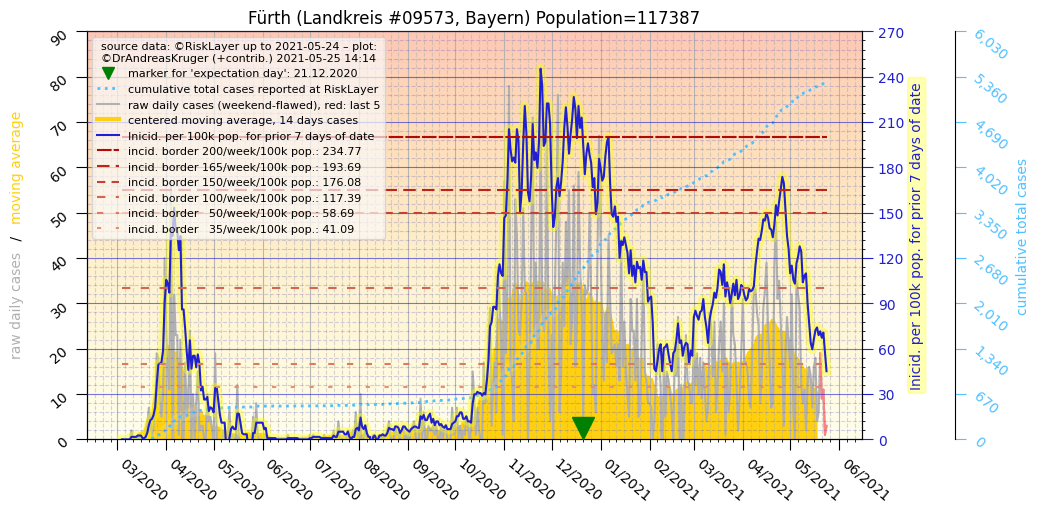 Fürth (Landkreis #09573, Bayern) Population=117387
source data: ©RiskLayer up to 2021-05-24 – plot:
©DrAndreasKruger (+contrib.) 2021-05-25 14:14
marker for 'expectation day': 21.12.2020
cumulative total cases reported at RiskLayer
raw daily cases (weekend-flawed), red: last 5
centered moving average, 14 days cases
Inicid. per 100k pop. for prior 7 days of date
incid. border 200/week/100k pop.: 234.77
incid. border 165/week/100k pop.: 193.69
incid. border 150/week/100k pop.: 176.08
incid. border 100/week/100k pop.: 117.39
incid. border   50/week/100k pop.: 58.69
incid. border   35/week/100k pop.: 41.09
raw daily cases / moving average
90
80
70
60
50
40
30
20
10
0
03/2020
04/2020
05/2020
06/2020
07/2020
08/2020
09/2020
10/2020
11/2020
12/2020
01/2021
02/2021
03/2021
04/2021
05/2021
06/2021
270
240
210
180
150
120
90
60
30
0
Inicid. per 100k pop. for prior 7 days of date
6,030
5,360
4,690
4,020
3,350
2,680
2,010
1,340
670
0
cumulative total cases